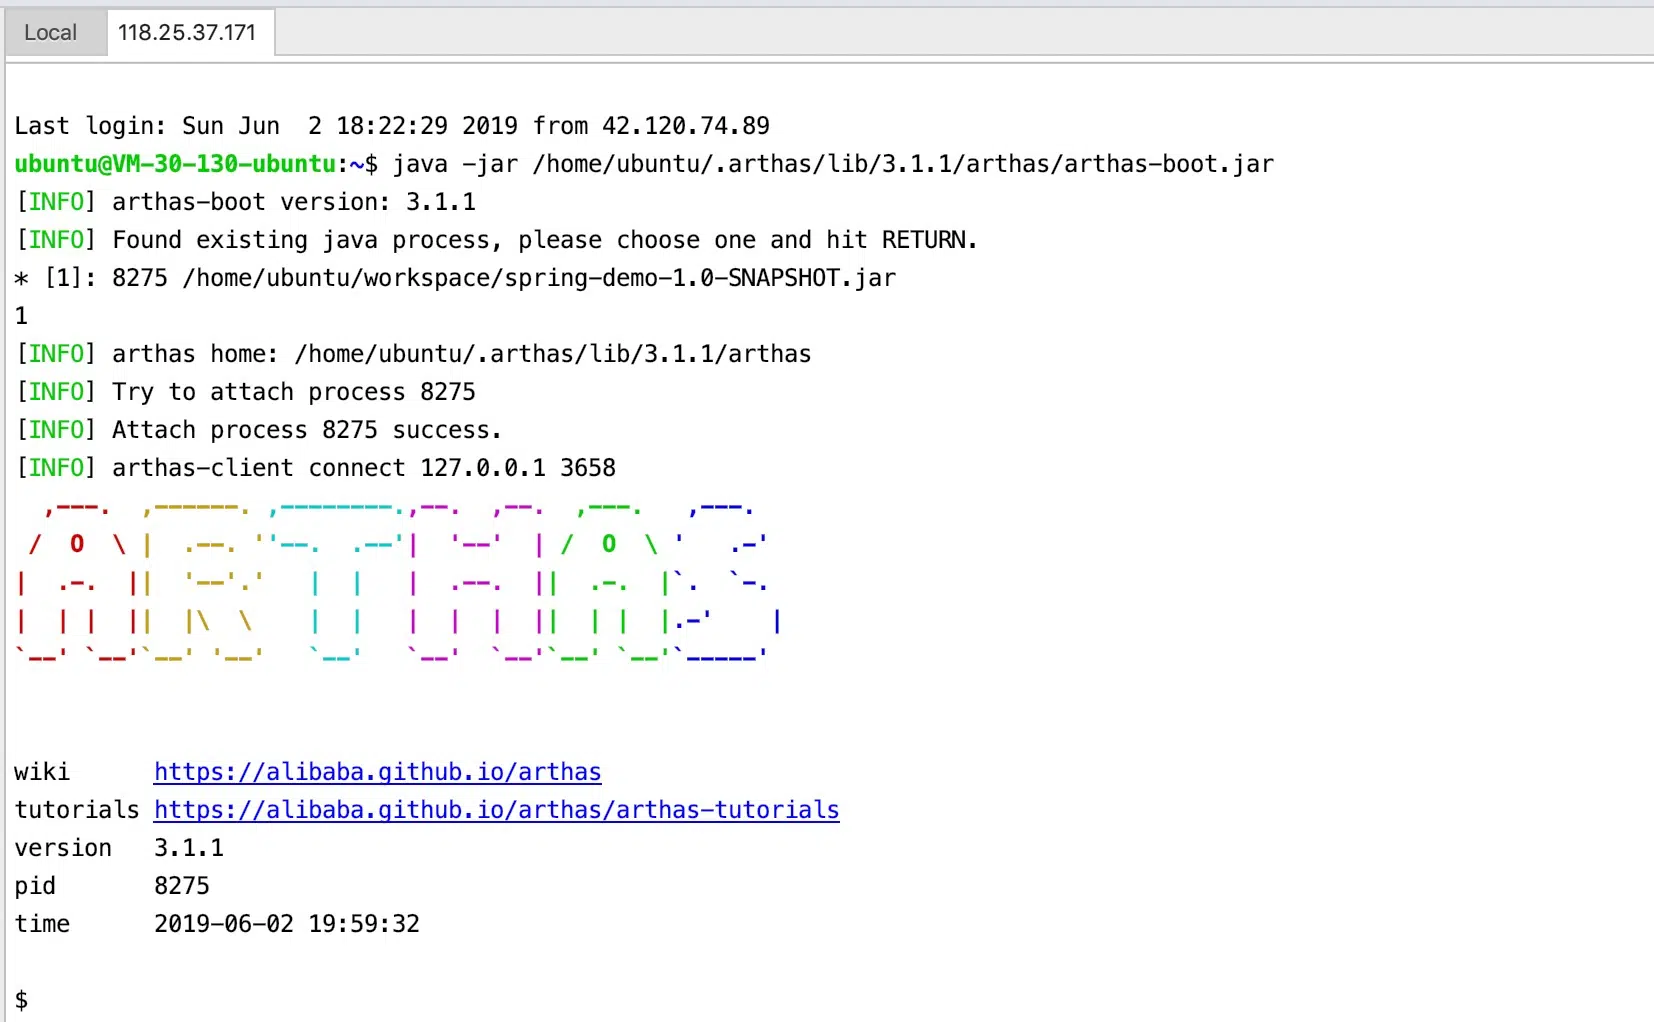 Local 118.25.37.171
Last login: Sun Jun  2 18:22:29 2019 from 42.120.74.89
ubuntu@VM-30-130-ubuntu:~$ java -jar /home/ubuntu/.arthas/lib/3.1.1/arthas/arthas-boot.jar
[INFO] arthas-boot version: 3.1.1
[INFO] Found existing java process, please choose one and hit RETURN.
* [1]: 8275 /home/ubuntu/workspace/spring-demo-1.0-SNAPSHOT.jar
1
[INFO] arthas home: /home/ubuntu/.arthas/lib/3.1.1/arthas
[INFO] Try to attach process 8275
[INFO] Attach process 8275 success.
[INFO] arthas-client connect 127.0.0.1 3658
ARTHAS
wiki      https://alibaba.github.io/arthas
tutorials https://alibaba.github.io/arthas/arthas-tutorials
version   3.1.1
pid       8275
time      2019-06-02 19:59:32
$